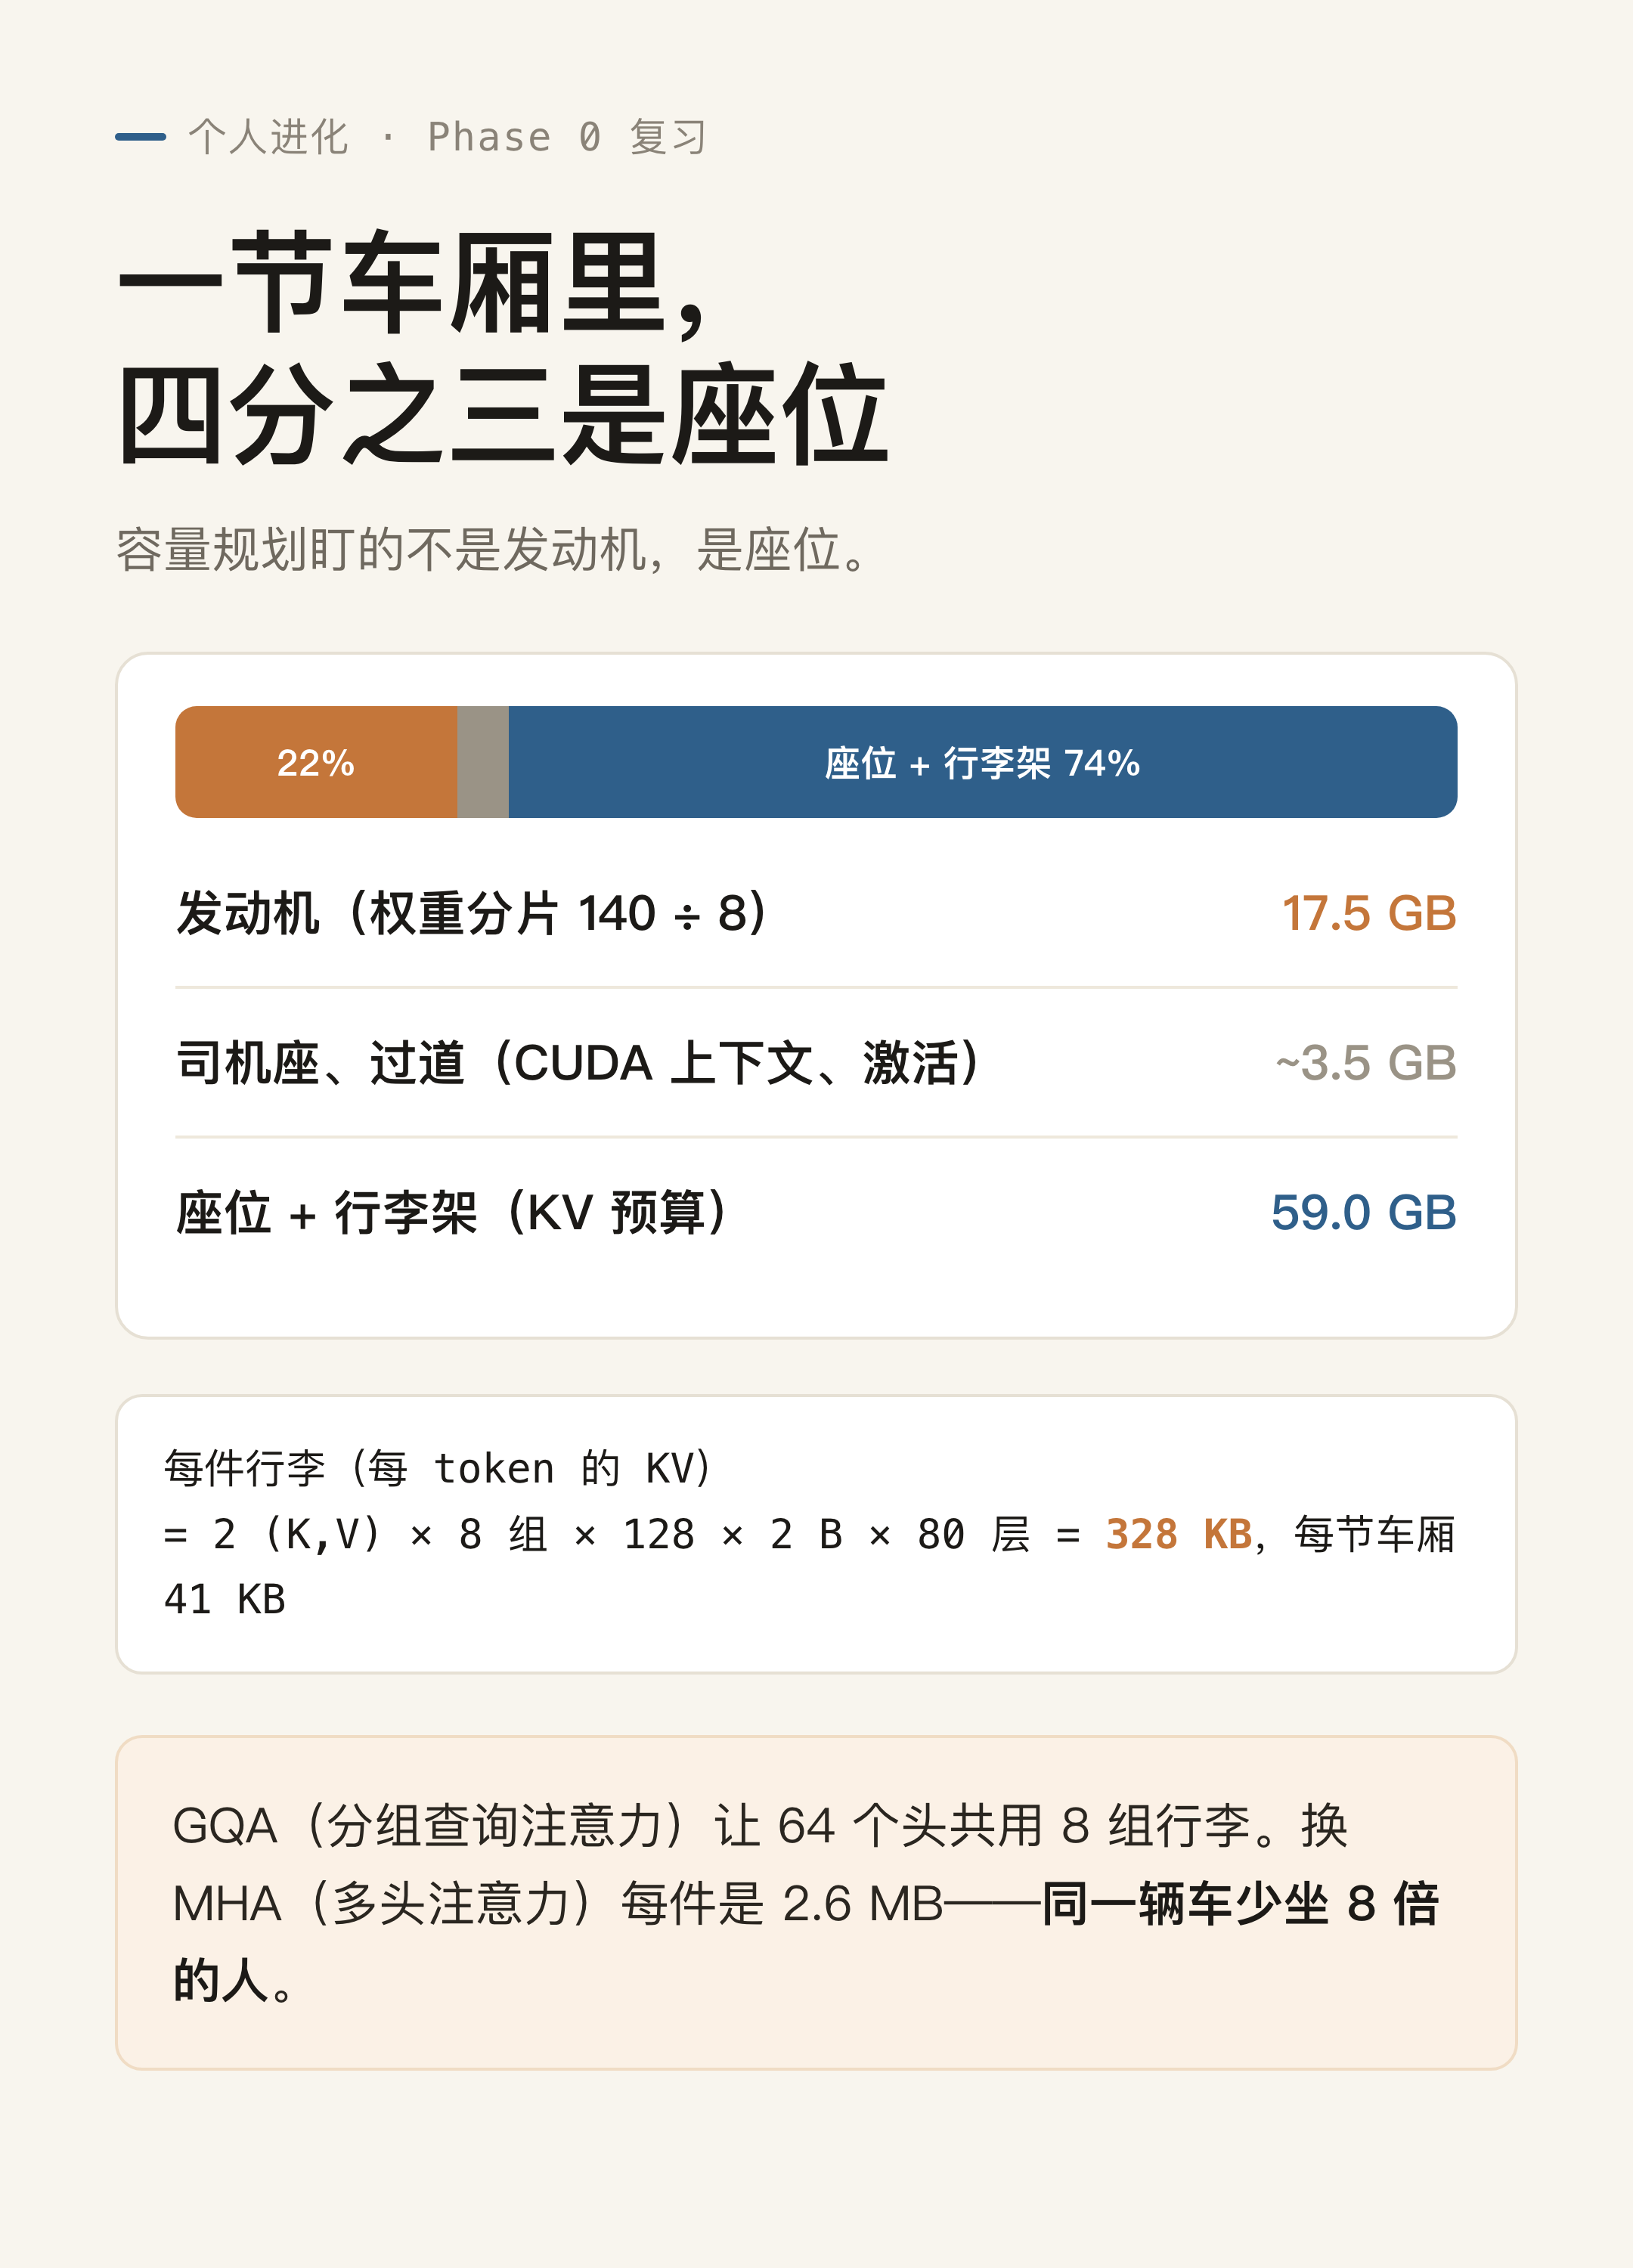 个人进化 · Phase 0 复习
一节车厢里，
四分之三是座位
容量规划盯的不是发动机，是座位。
22%
座位 + 行李架 74%
发动机（权重分片 140 ÷ 8）
17.5 GB
司机座、过道（CUDA 上下文、激活）
~3.5 GB
座位 + 行李架（KV 预算）
59.0 GB
每件行李（每 token 的 KV）
= 2 (K,V) × 8 组 × 128 × 2 B × 80 层 = 328 KB，每节车厢
41 KB
GQA（分组查询注意力）让 64 个头共用 8 组行李。换
MHA（多头注意力）每件是 2.6 MB——同一辆车少坐 8 倍
的人。